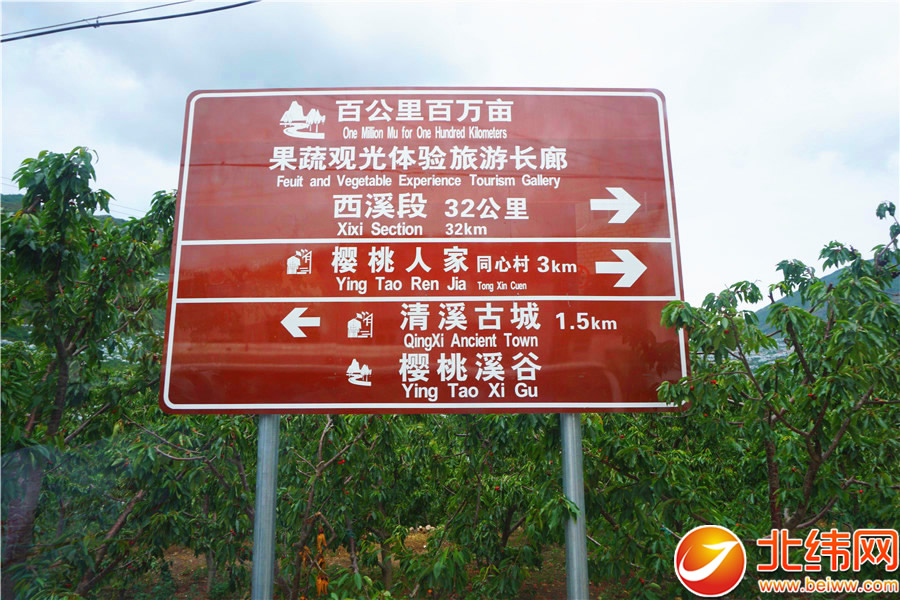 百公里百万亩
One Million Mu for One Hundred Kilometers
果蔬观光体验旅游长廊
Feuit and Vegetable Experience Tourism Gallery
西溪段 32公里
Xixi Section 32km
樱桃人家 同心村 3km
Ying Tao Ren Jia Tong Xin Cuen
清溪古城 1.5km
QingXi Ancient Town
樱桃溪谷
Ying Tao Xi Gu
北纬网
www.beiww.com